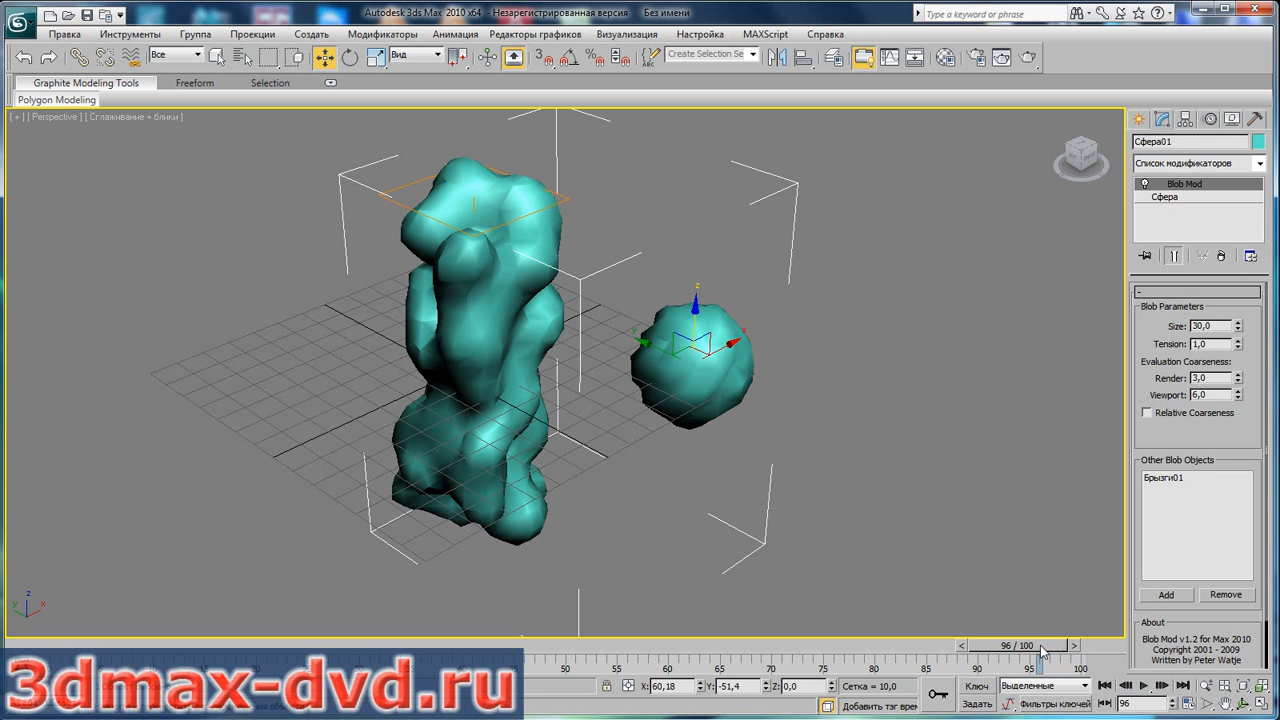 Autodesk 3ds Max 2010 x64 - Незарегистрированная версия Без имени
Type a keyword or phrase
Правка Инструменты Группа Проекции Создать Модификаторы Анимация Редакторы графиков Визуализация Настройка MAXScript Справка
Все Вид Create Selection Se
Graphite Modeling Tools Freeform Selection
Polygon Modeling
[ + ] [ Perspective ] [ Сглаживание + блики ]
Сфера01
Список модификаторов
Blob Mod
Сфера
Blob Parameters
Size: 30,0
Tension: 1,0
Evaluation Coarseness:
Render: 3,0
Viewport: 6,0
Relative Coarseness
Other Blob Objects
Брызги01
Add Remove
About
Blob Mod v1.2 for Max 2010
Copyright 2001 - 2009
Written by Peter Watje
z
y
x
z
y
x
< 96 / 100 >
50 55 60 65 70 75 80 85 90 95 100
X: 60,18 Y: -51,4 Z: 0,0 Сетка = 10,0 Ключ Выделенные
Добавить тэг врем Задать Фильтры ключей 96
3dmax-dvd.ru